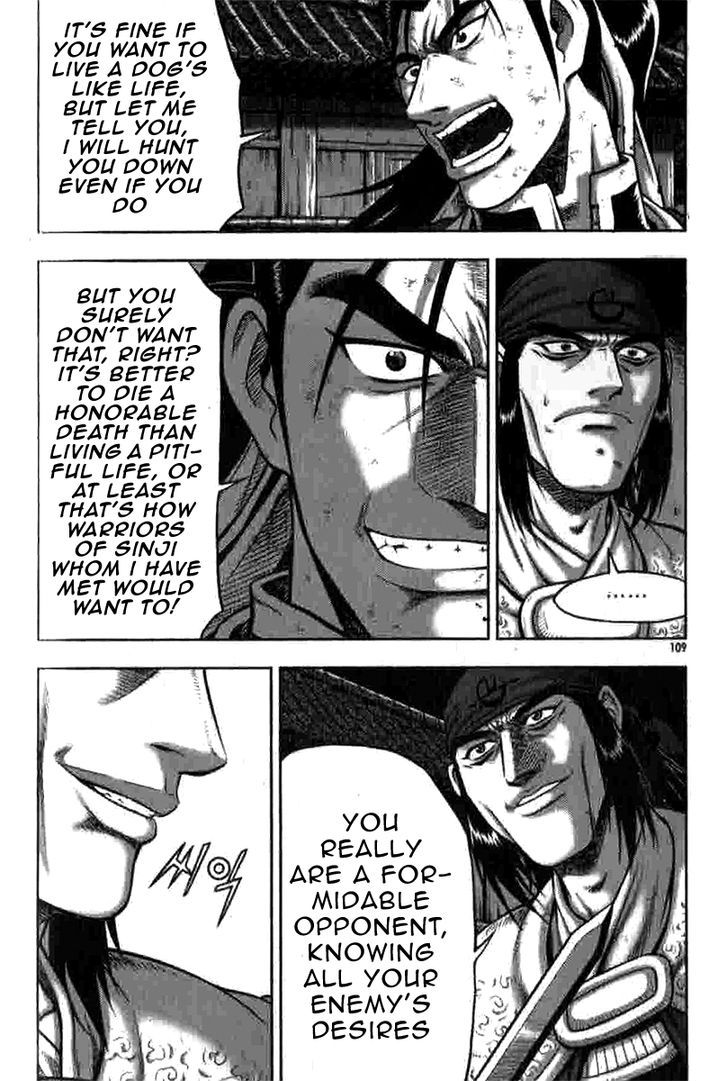 IT'S FINE IF
YOU WANT TO
LIVE A DOG'S
LIKE LIFE,
BUT LET ME
TELL YOU,
I WILL HUNT
YOU DOWN
EVEN IF YOU
DO
BUT YOU
SURELY
DON'T WANT
THAT, RIGHT?
IT'S BETTER
TO DIE A
HONORABLE
DEATH THAN
LIVING A PITI-
FUL LIFE, OR
AT LEAST
THAT'S HOW
WARRIORS
OF SINJI
WHOM I HAVE
MET WOULD
WANT TO!
......
109
씨익
YOU
REALLY
ARE A FOR-
MIDABLE
OPPONENT,
KNOWING
ALL YOUR
ENEMY'S
DESIRES